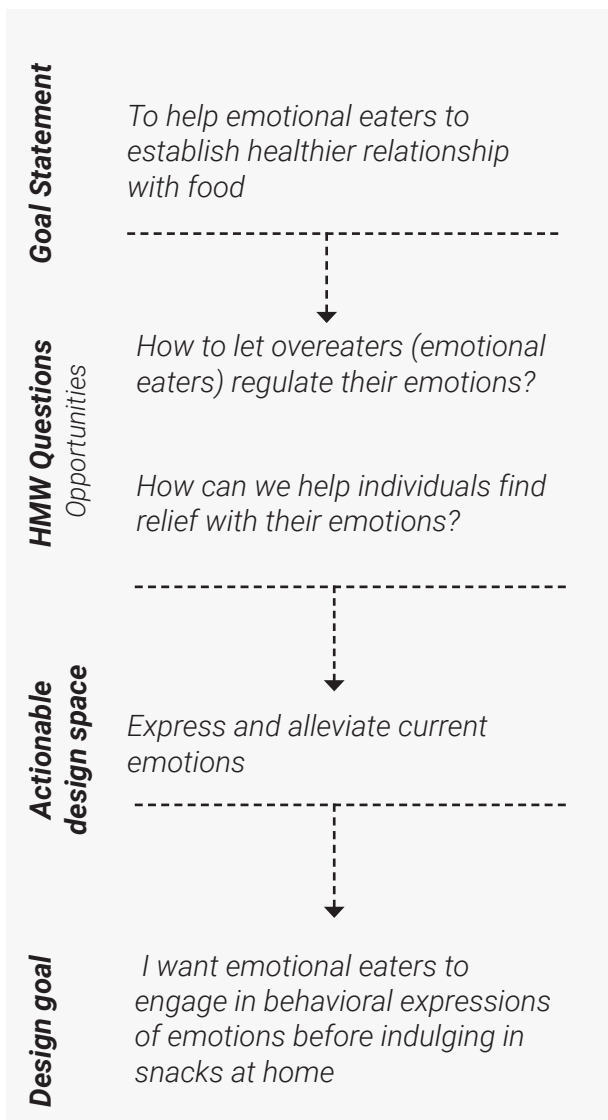 Goal Statement
To help emotional eaters to
establish healthier relationship
with food
HMW Questions
Opportunities
How to let overeaters (emotional
eaters) regulate their emotions?
How can we help individuals find
relief with their emotions?
Actionable
design space
Express and alleviate current
emotions
Design goal
I want emotional eaters to
engage in behavioral expressions
of emotions before indulging in
snacks at home